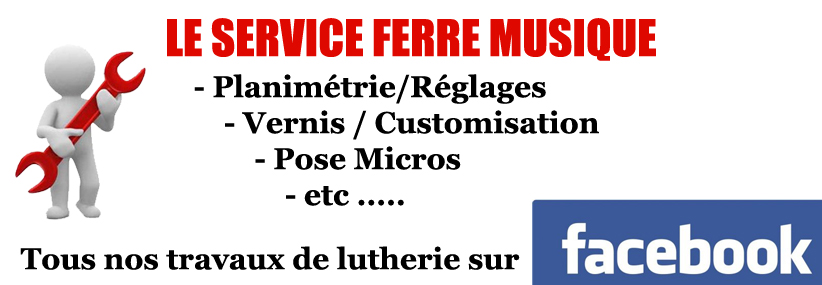 LE SERVICE FERRE MUSIQUE
- Planimétrie/Réglages
- Vernis / Customisation
- Pose Micros
- etc .....
Tous nos travaux de lutherie sur facebook